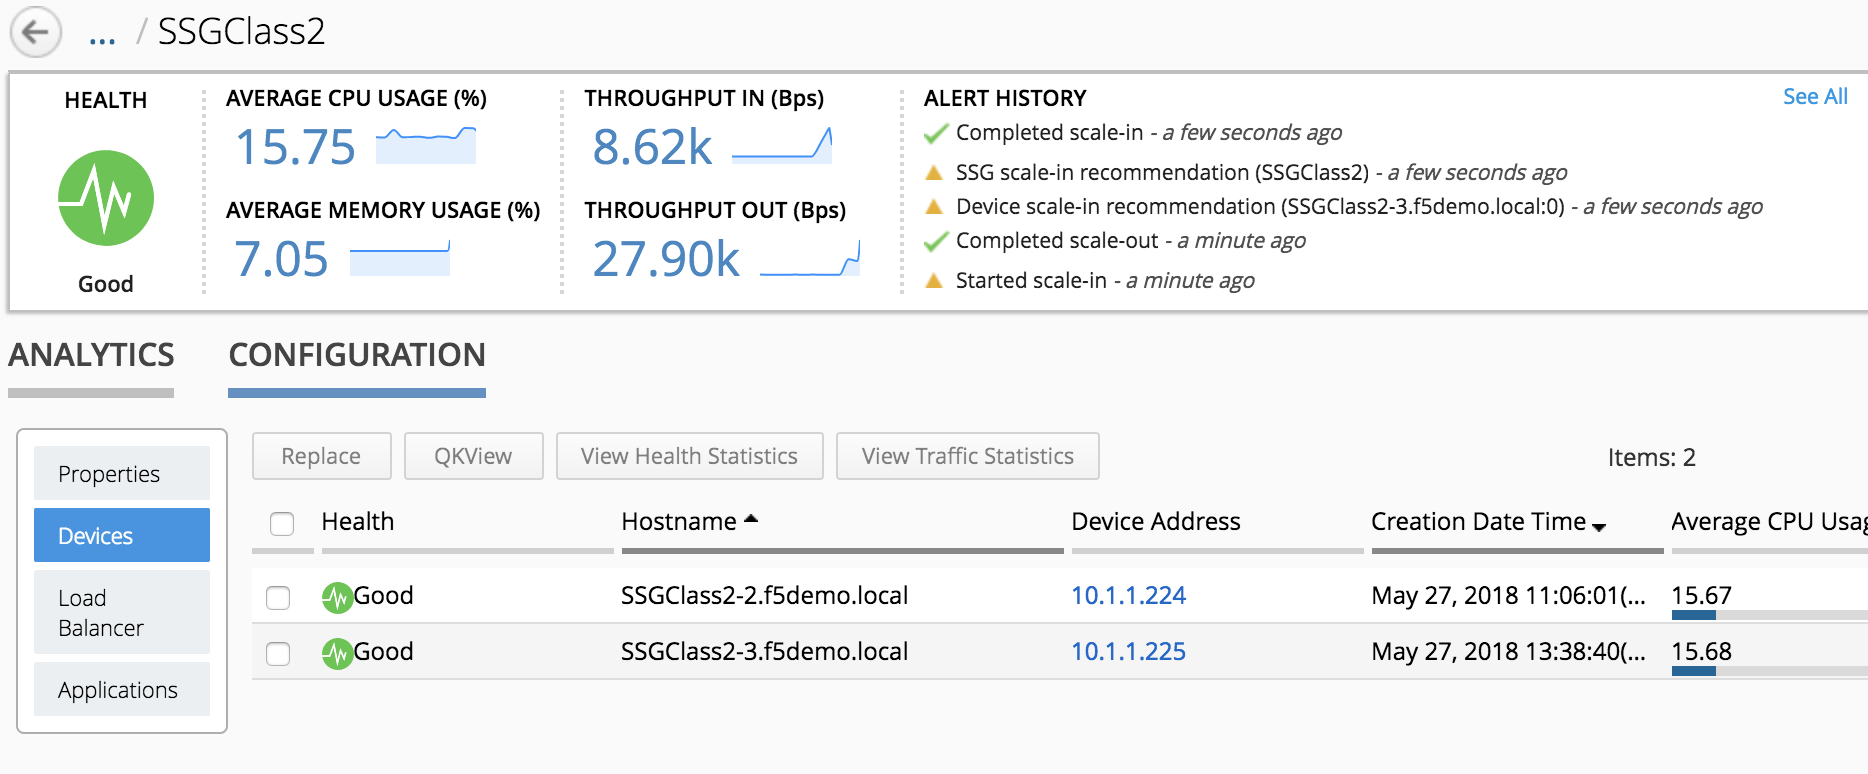 ... / SSGClass2
HEALTH
Good
AVERAGE CPU USAGE (%)
15.75
AVERAGE MEMORY USAGE (%)
7.05
THROUGHPUT IN (Bps)
8.62k
THROUGHPUT OUT (Bps)
27.90k
ALERT HISTORY
See All
Completed scale-in - a few seconds ago
SSG scale-in recommendation (SSGClass2) - a few seconds ago
Device scale-in recommendation (SSGClass2-3.f5demo.local:0) - a few seconds ago
Completed scale-out - a minute ago
Started scale-in - a minute ago
ANALYTICS
CONFIGURATION
Properties
Devices
Load
Balancer
Applications
Replace
QKView
View Health Statistics
View Traffic Statistics
Items: 2
Health Hostname Device Address Creation Date Time Average CPU Usag
Good SSGClass2-2.f5demo.local 10.1.1.224 May 27, 2018 11:06:01(... 15.67
Good SSGClass2-3.f5demo.local 10.1.1.225 May 27, 2018 13:38:40(... 15.68